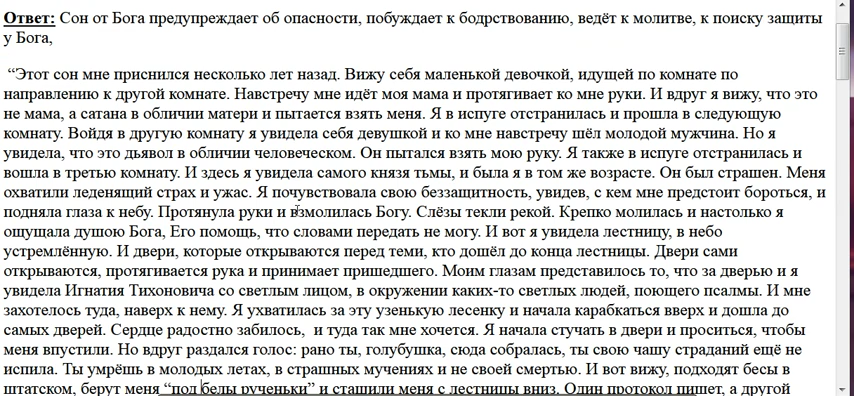 Ответ: Сон от Бога предупреждает об опасности, побуждает к бодрствованию, ведёт к молитве, к поиску защиты
у Бога,
“Этот сон мне приснился несколько лет назад. Вижу себя маленькой девочкой, идущей по комнате по
направлению к другой комнате. Навстречу мне идёт моя мама и протягивает ко мне руки. И вдруг я вижу, что это
не мама, а сатана в обличии матери и пытается взять меня. Я в испуге отстранилась и прошла в следующую
комнату. Войдя в другую комнату я увидела себя девушкой и ко мне навстречу шёл молодой мужчина. Но я
увидела, что это дьявол в обличии человеческом. Он пытался взять мою руку. Я также в испуге отстранилась и
вошла в третью комнату. И здесь я увидела самого князя тьмы, и была я в том же возрасте. Он был страшен. Меня
охватили леденящий страх и ужас. Я почувствовала свою беззащитность, увидев, с кем мне предстоит бороться, и
подняла глаза к небу. Протянула руки и взмолилась Богу. Слёзы текли рекой. Крепко молилась и настолько я
ощущала душою Бога, Его помощь, что словами передать не могу. И вот я увидела лестницу, в небо
устремлённую. И двери, которые открываются перед теми, кто дошёл до конца лестницы. Двери сами
открываются, протягивается рука и принимает пришедшего. Моим глазам представилось то, что за дверью и я
увидела Игнатия Тихоновича со светлым лицом, в окружении каких-то светлых людей, поющего псалмы. И мне
захотелось туда, наверх к нему. Я ухватилась за эту узенькую лесенку и начала карабкаться вверх и дошла до
самых дверей. Сердце радостно забилось, и туда так мне хочется. Я начала стучать в двери и проситься, чтобы
меня впустили. Но вдруг раздался голос: рано ты, голубушка, сюда собралась, ты свою чашу страданий ещё не
испила. Ты умрёшь в молодых летах, в страшных мучениях и не своей смертью. И вот вижу, подходят бесы в
штатском, берут меня “под белы рученьки” и стащили меня с лестницы вниз. Один протокол пишет, а другой